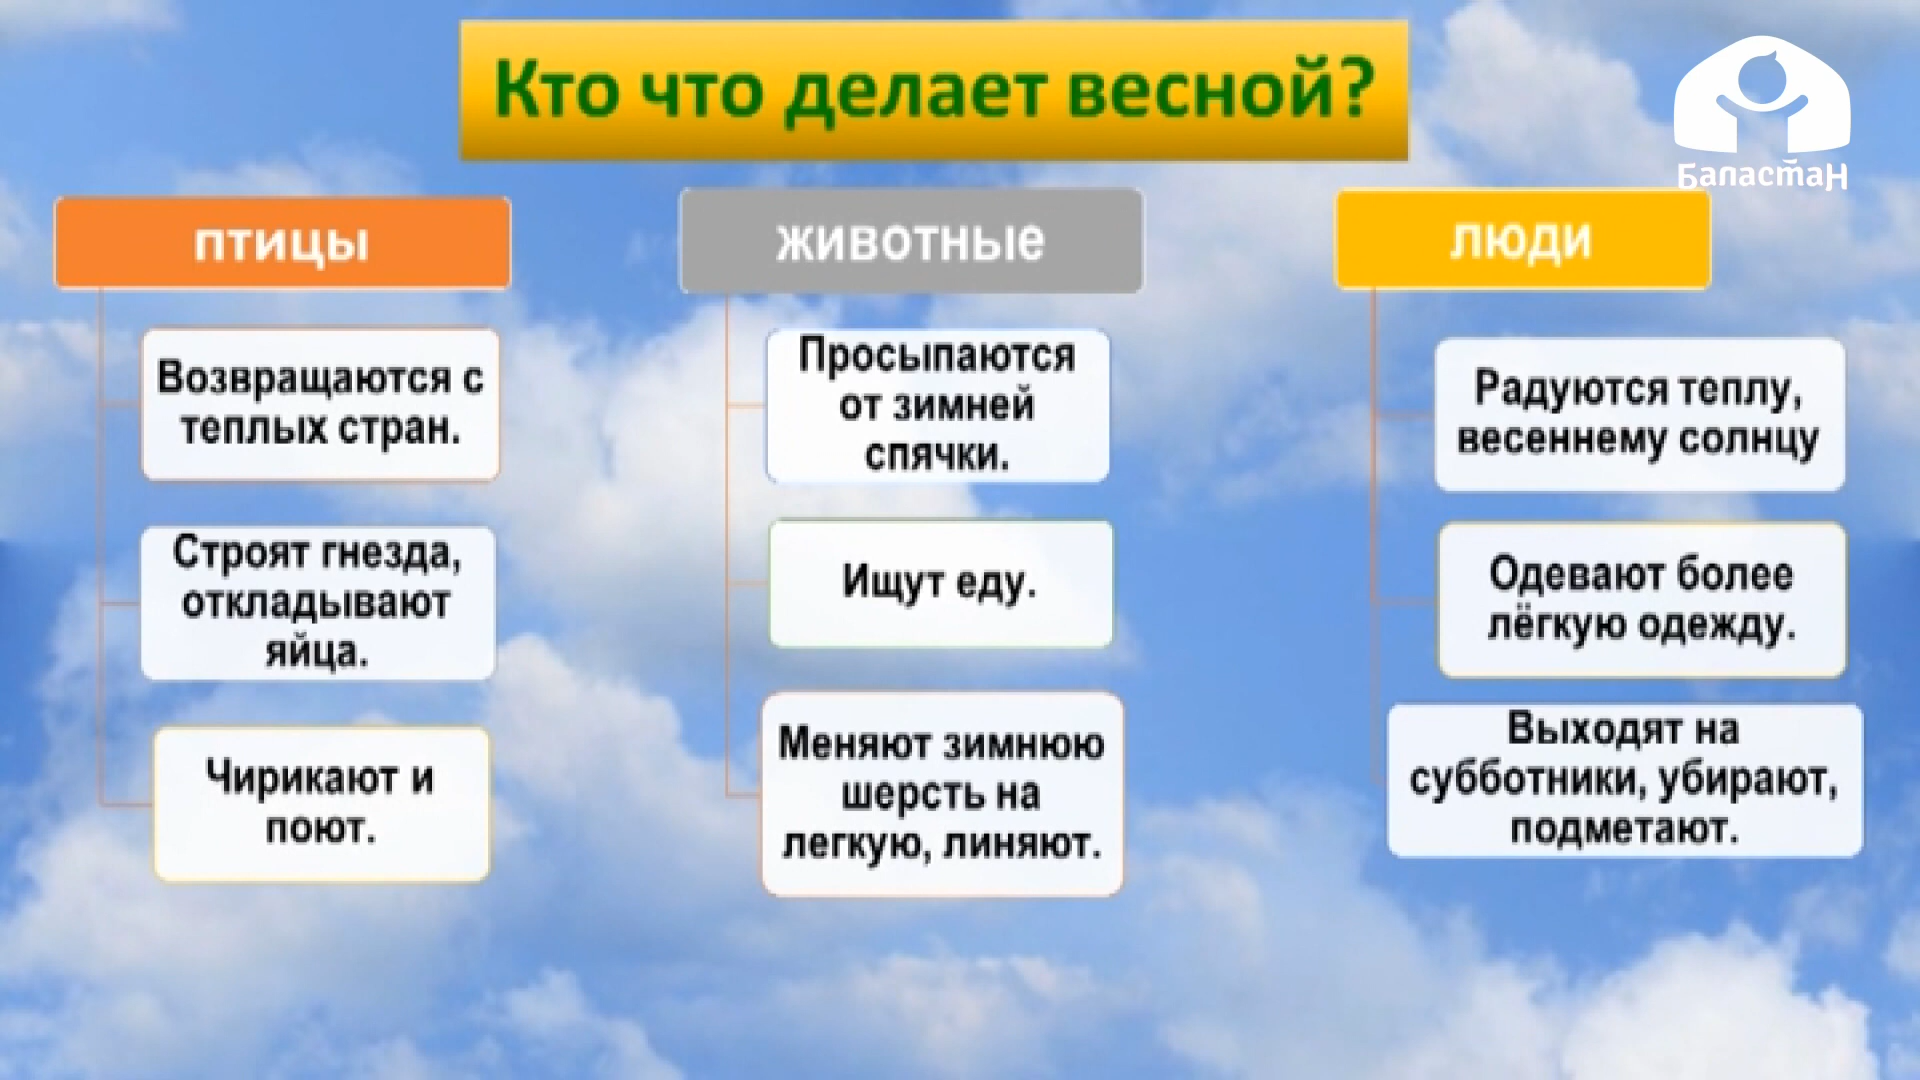 Кто что делает весной?
Баластан
птицы
Возвращаются с
теплых стран.
Строят гнезда,
откладывают
яйца.
Чирикают и
поют.
животные
Просыпаются
от зимней
спячки.
Ищут еду.
Меняют зимнюю
шерсть на
легкую, линяют.
люди
Радуются теплу,
весеннему солнцу
Одевают более
лёгкую одежду.
Выходят на
субботники, убирают,
подметают.